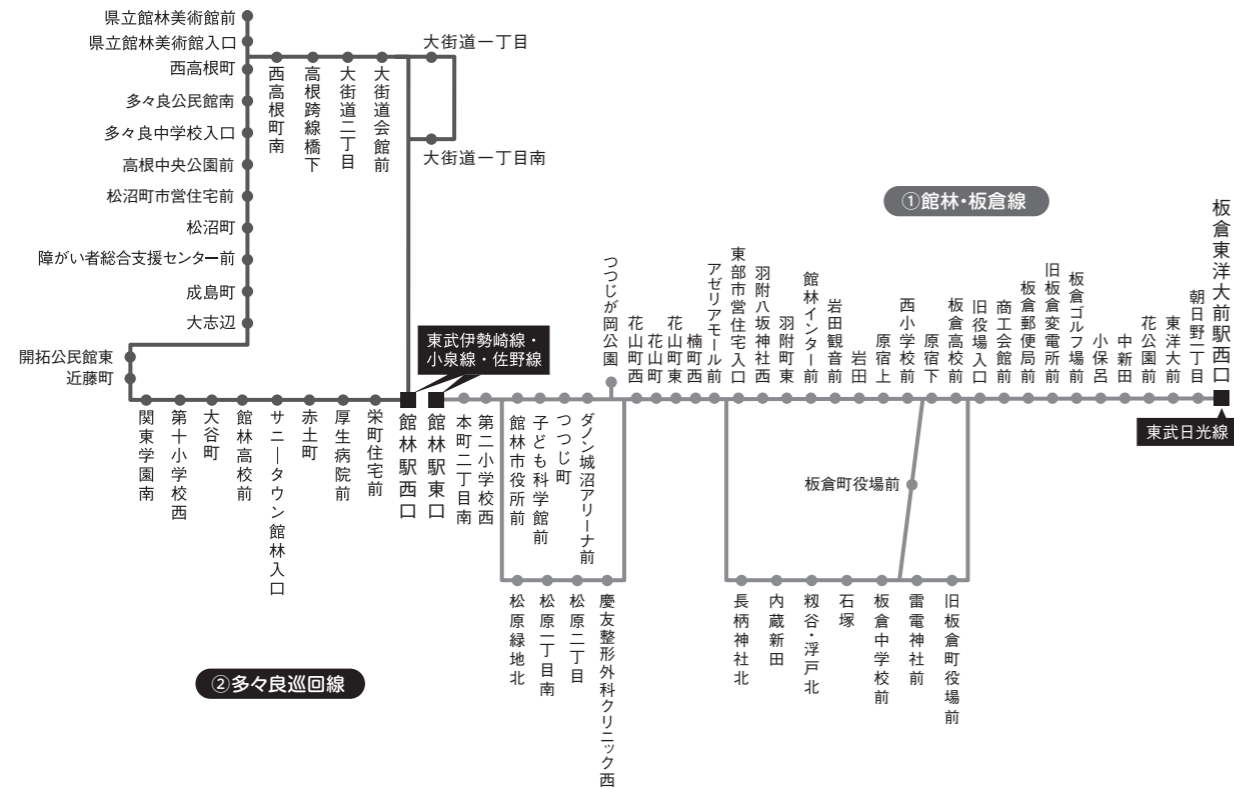 県立館林美術館前
県立館林美術館入口
西高根町
多々良公民館南
多々良中学校入口
高根中央公園前
松沼町市営住宅前
松沼町
障がい者総合支援センター前
成島町
大志辺
開拓公民館東
近藤町
西高根町南
高根跨線橋下
大街道二丁目
大街道会館前
大街道一丁目
大街道一丁目南
関東学園南
第十小学校西
大谷町
館林高校前
サニータウン館林入口
赤土町
厚生病院前
栄町住宅前
館林駅西口
東武伊勢崎線・
小泉線・佐野線
②多々良巡回線
①館林・板倉線
館林駅東口
本町二丁目南
第二小学校西
館林市役所前
子ども科学館前
つつじ町
ダノン城沼アリーナ前
松原緑地北
松原一丁目南
松原二丁目
慶友整形外科クリニック西
つつじが岡公園
花山町西
花山町
花山町東
楠町西
アゼリアモール前
東部市営住宅入口
羽附八坂神社西
羽附町東
館林インター前
岩田観音前
岩田
原宿上
西小学校前
原宿下
板倉高校前
旧役場入口
商工会館前
板倉郵便局前
旧板倉変電所前
板倉ゴルフ場前
小保呂
中新田
花公園前
東洋大前
朝日野一丁目
板倉東洋大前駅西口
東武日光線
板倉町役場前
長柄神社北
内蔵新田
籾谷・浮戸北
石塚
板倉中学校前
雷電神社前
旧板倉町役場前